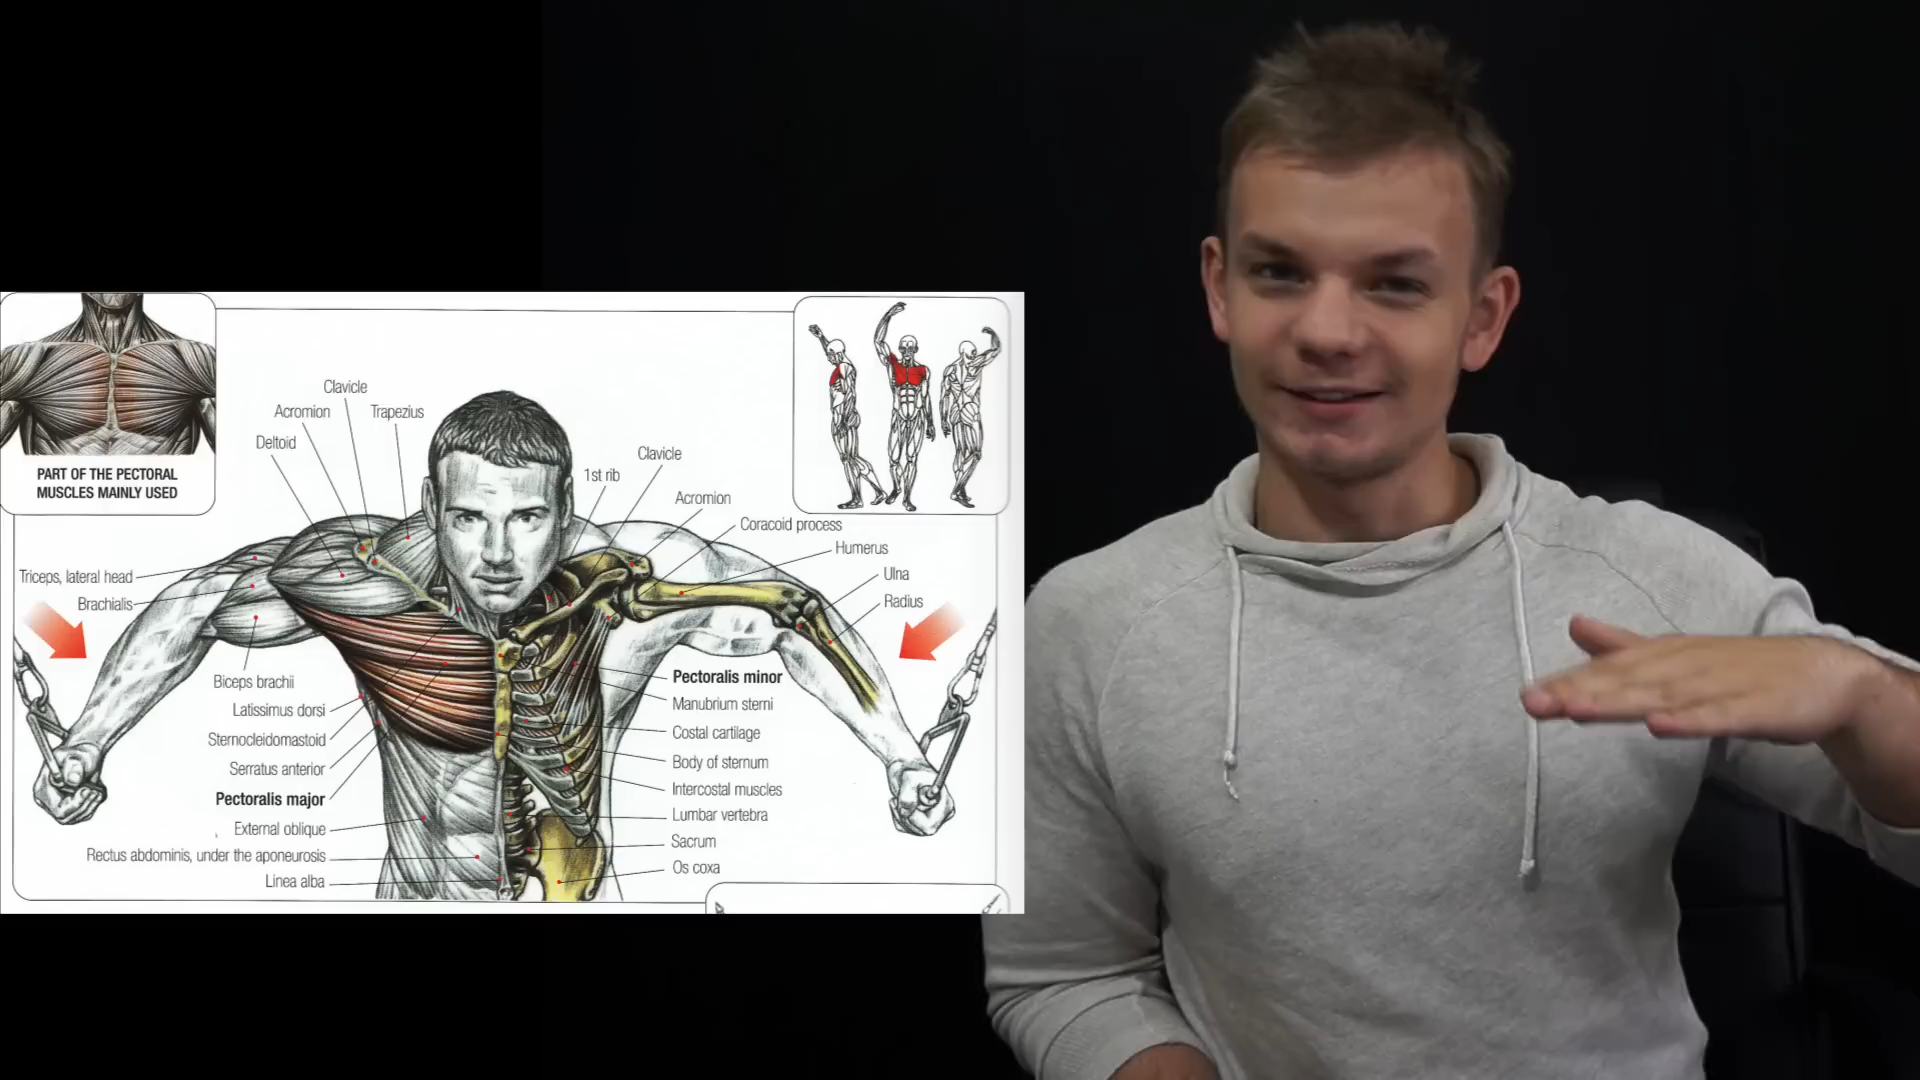 PART OF THE PECTORAL
MUSCLES MAINLY USED
Clavicle
Acromion
Trapezius
Deltoid
Triceps, lateral head
Brachialis
Biceps brachii
Latissimus dorsi
Sternocleidomastoid
Serratus anterior
Pectoralis major
External oblique
Rectus abdominis, under the aponeurosis
Linea alba
Clavicle
1st rib
Acromion
Coracoid process
Humerus
Ulna
Radius
Pectoralis minor
Manubrium sterni
Costal cartilage
Body of sternum
Intercostal muscles
Lumbar vertebra
Sacrum
Os coxa